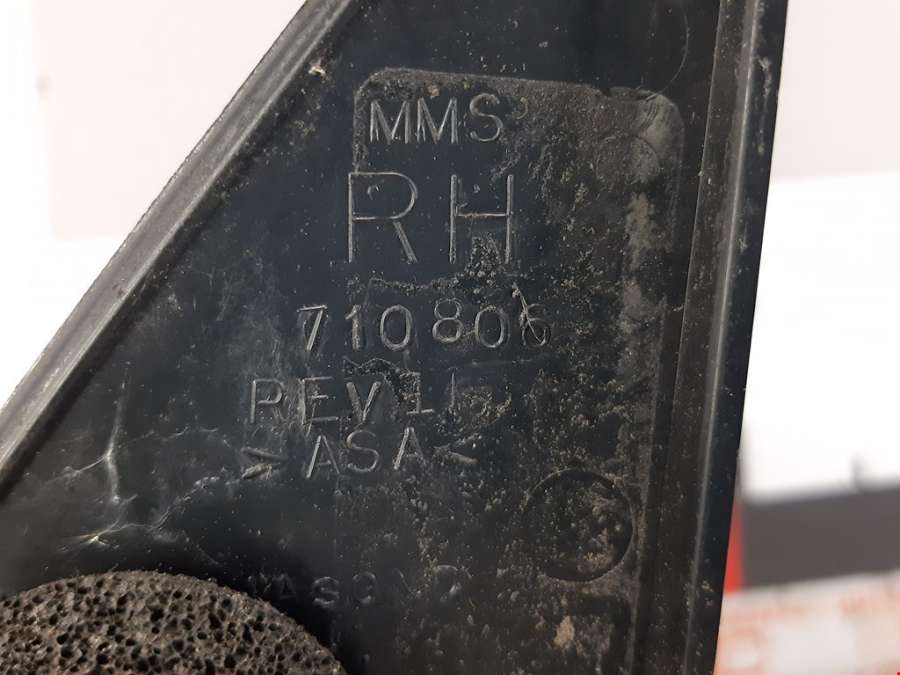 MMS
RH
710806
REV1
>ASA<